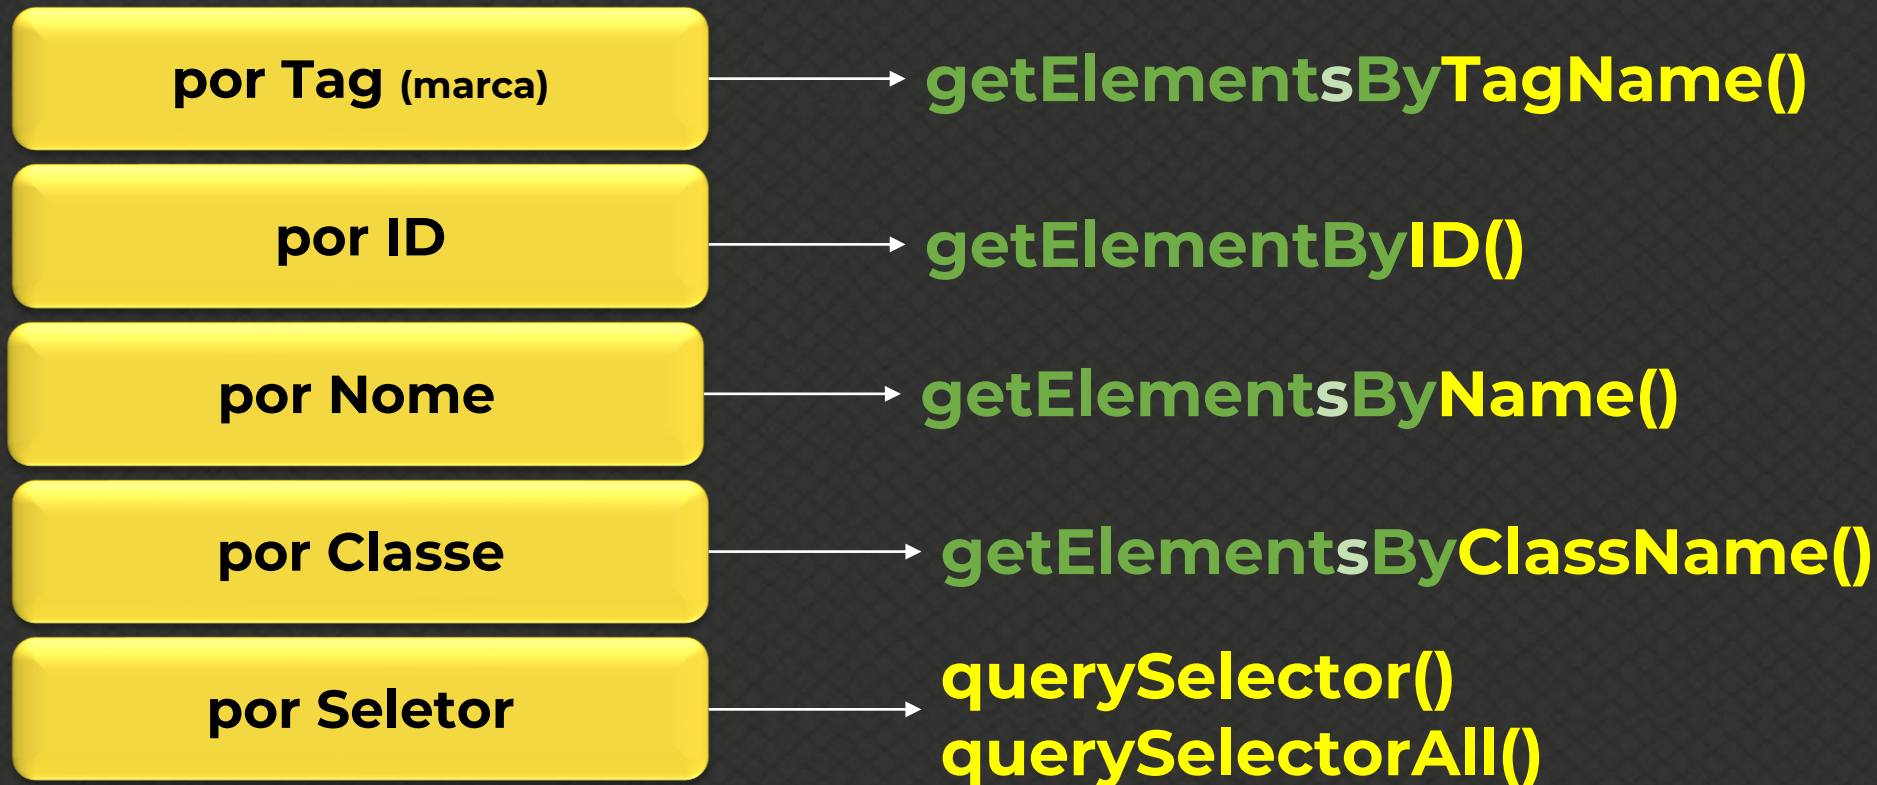 por Tag (marca)
getElementsByTagName()
por ID
getElementByID()
por Nome
getElementsByName()
por Classe
getElementsByClassName()
por Seletor
querySelector()
querySelectorAll()